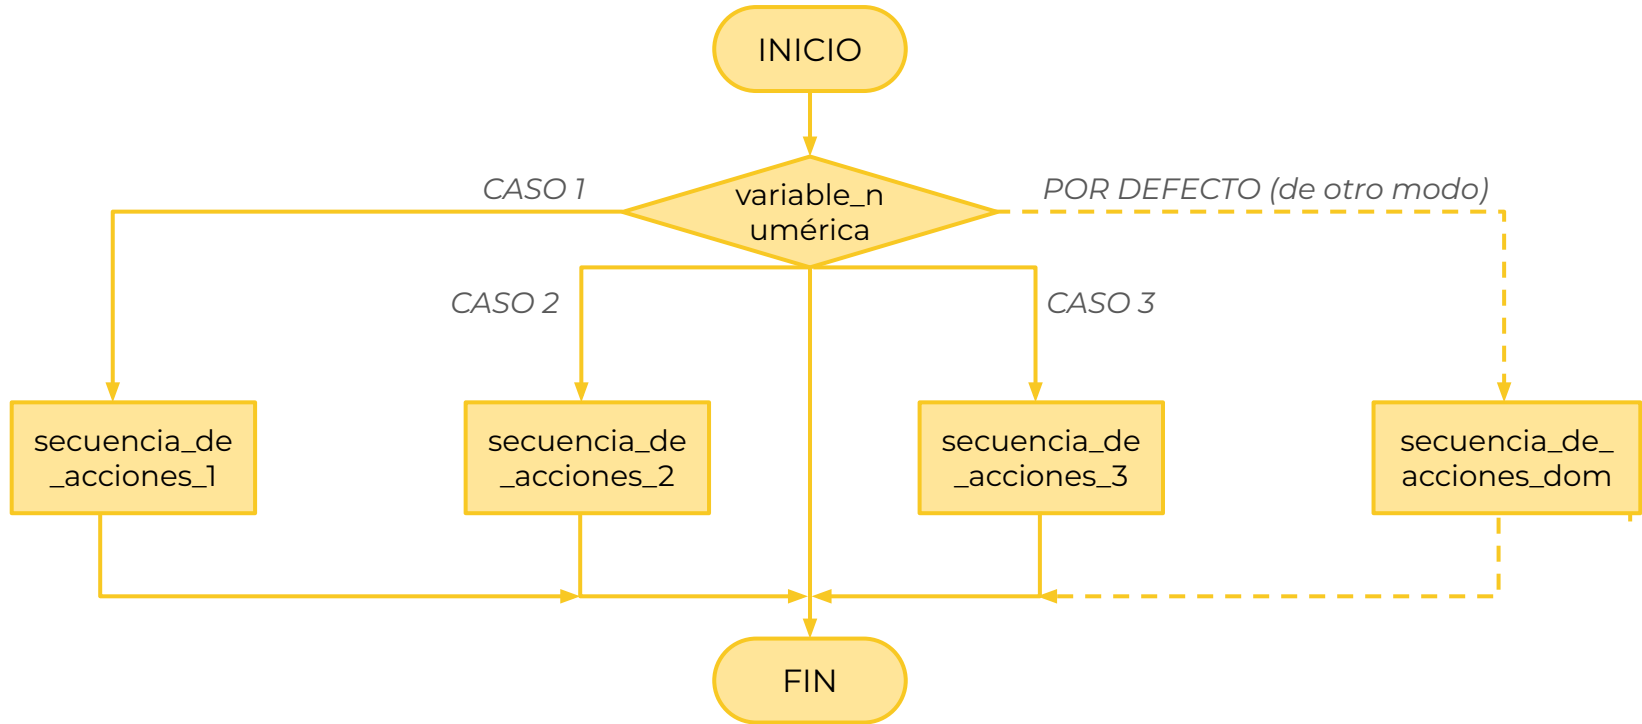 INICIO
CASO 1
variable_n
umérica
POR DEFECTO (de otro modo)
CASO 2
CASO 3
secuencia_de
_acciones_1
secuencia_de
_acciones_2
secuencia_de
_acciones_3
secuencia_de_
acciones_dom
FIN